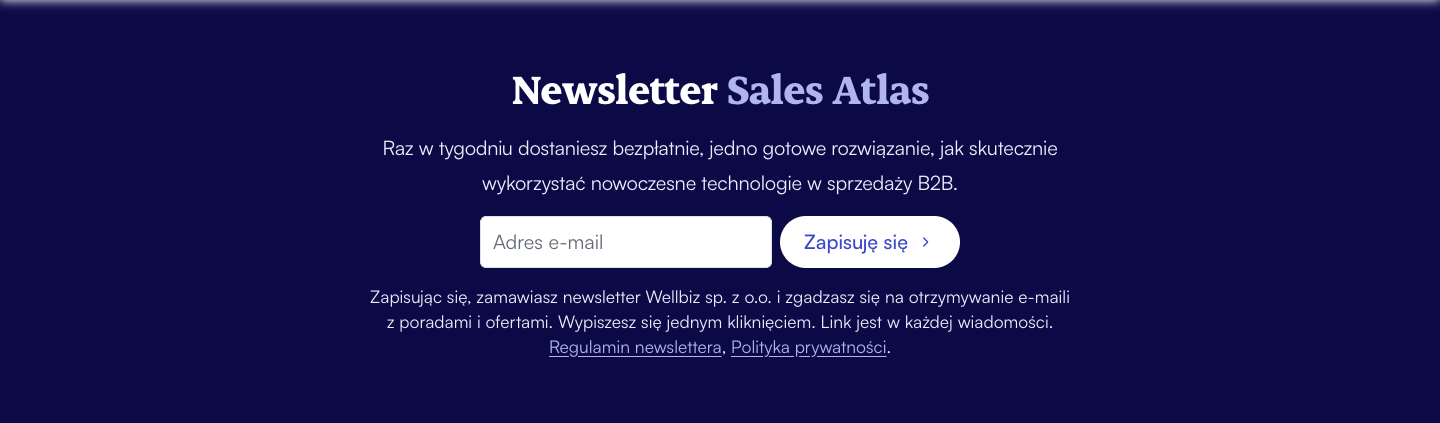 Newsletter Sales Atlas
Raz w tygodniu dostaniesz bezpłatnie, jedno gotowe rozwiązanie, jak skutecznie
wykorzystać nowoczesne technologie w sprzedaży B2B.
Adres e-mail
Zapisuję się
Zapisując się, zamawiasz newsletter Wellbiz sp. z o.o. i zgadzasz się na otrzymywanie e-maili
z poradami i ofertami. Wypiszesz się jednym kliknięciem. Link jest w każdej wiadomości.
Regulamin newslettera, Polityka prywatności.